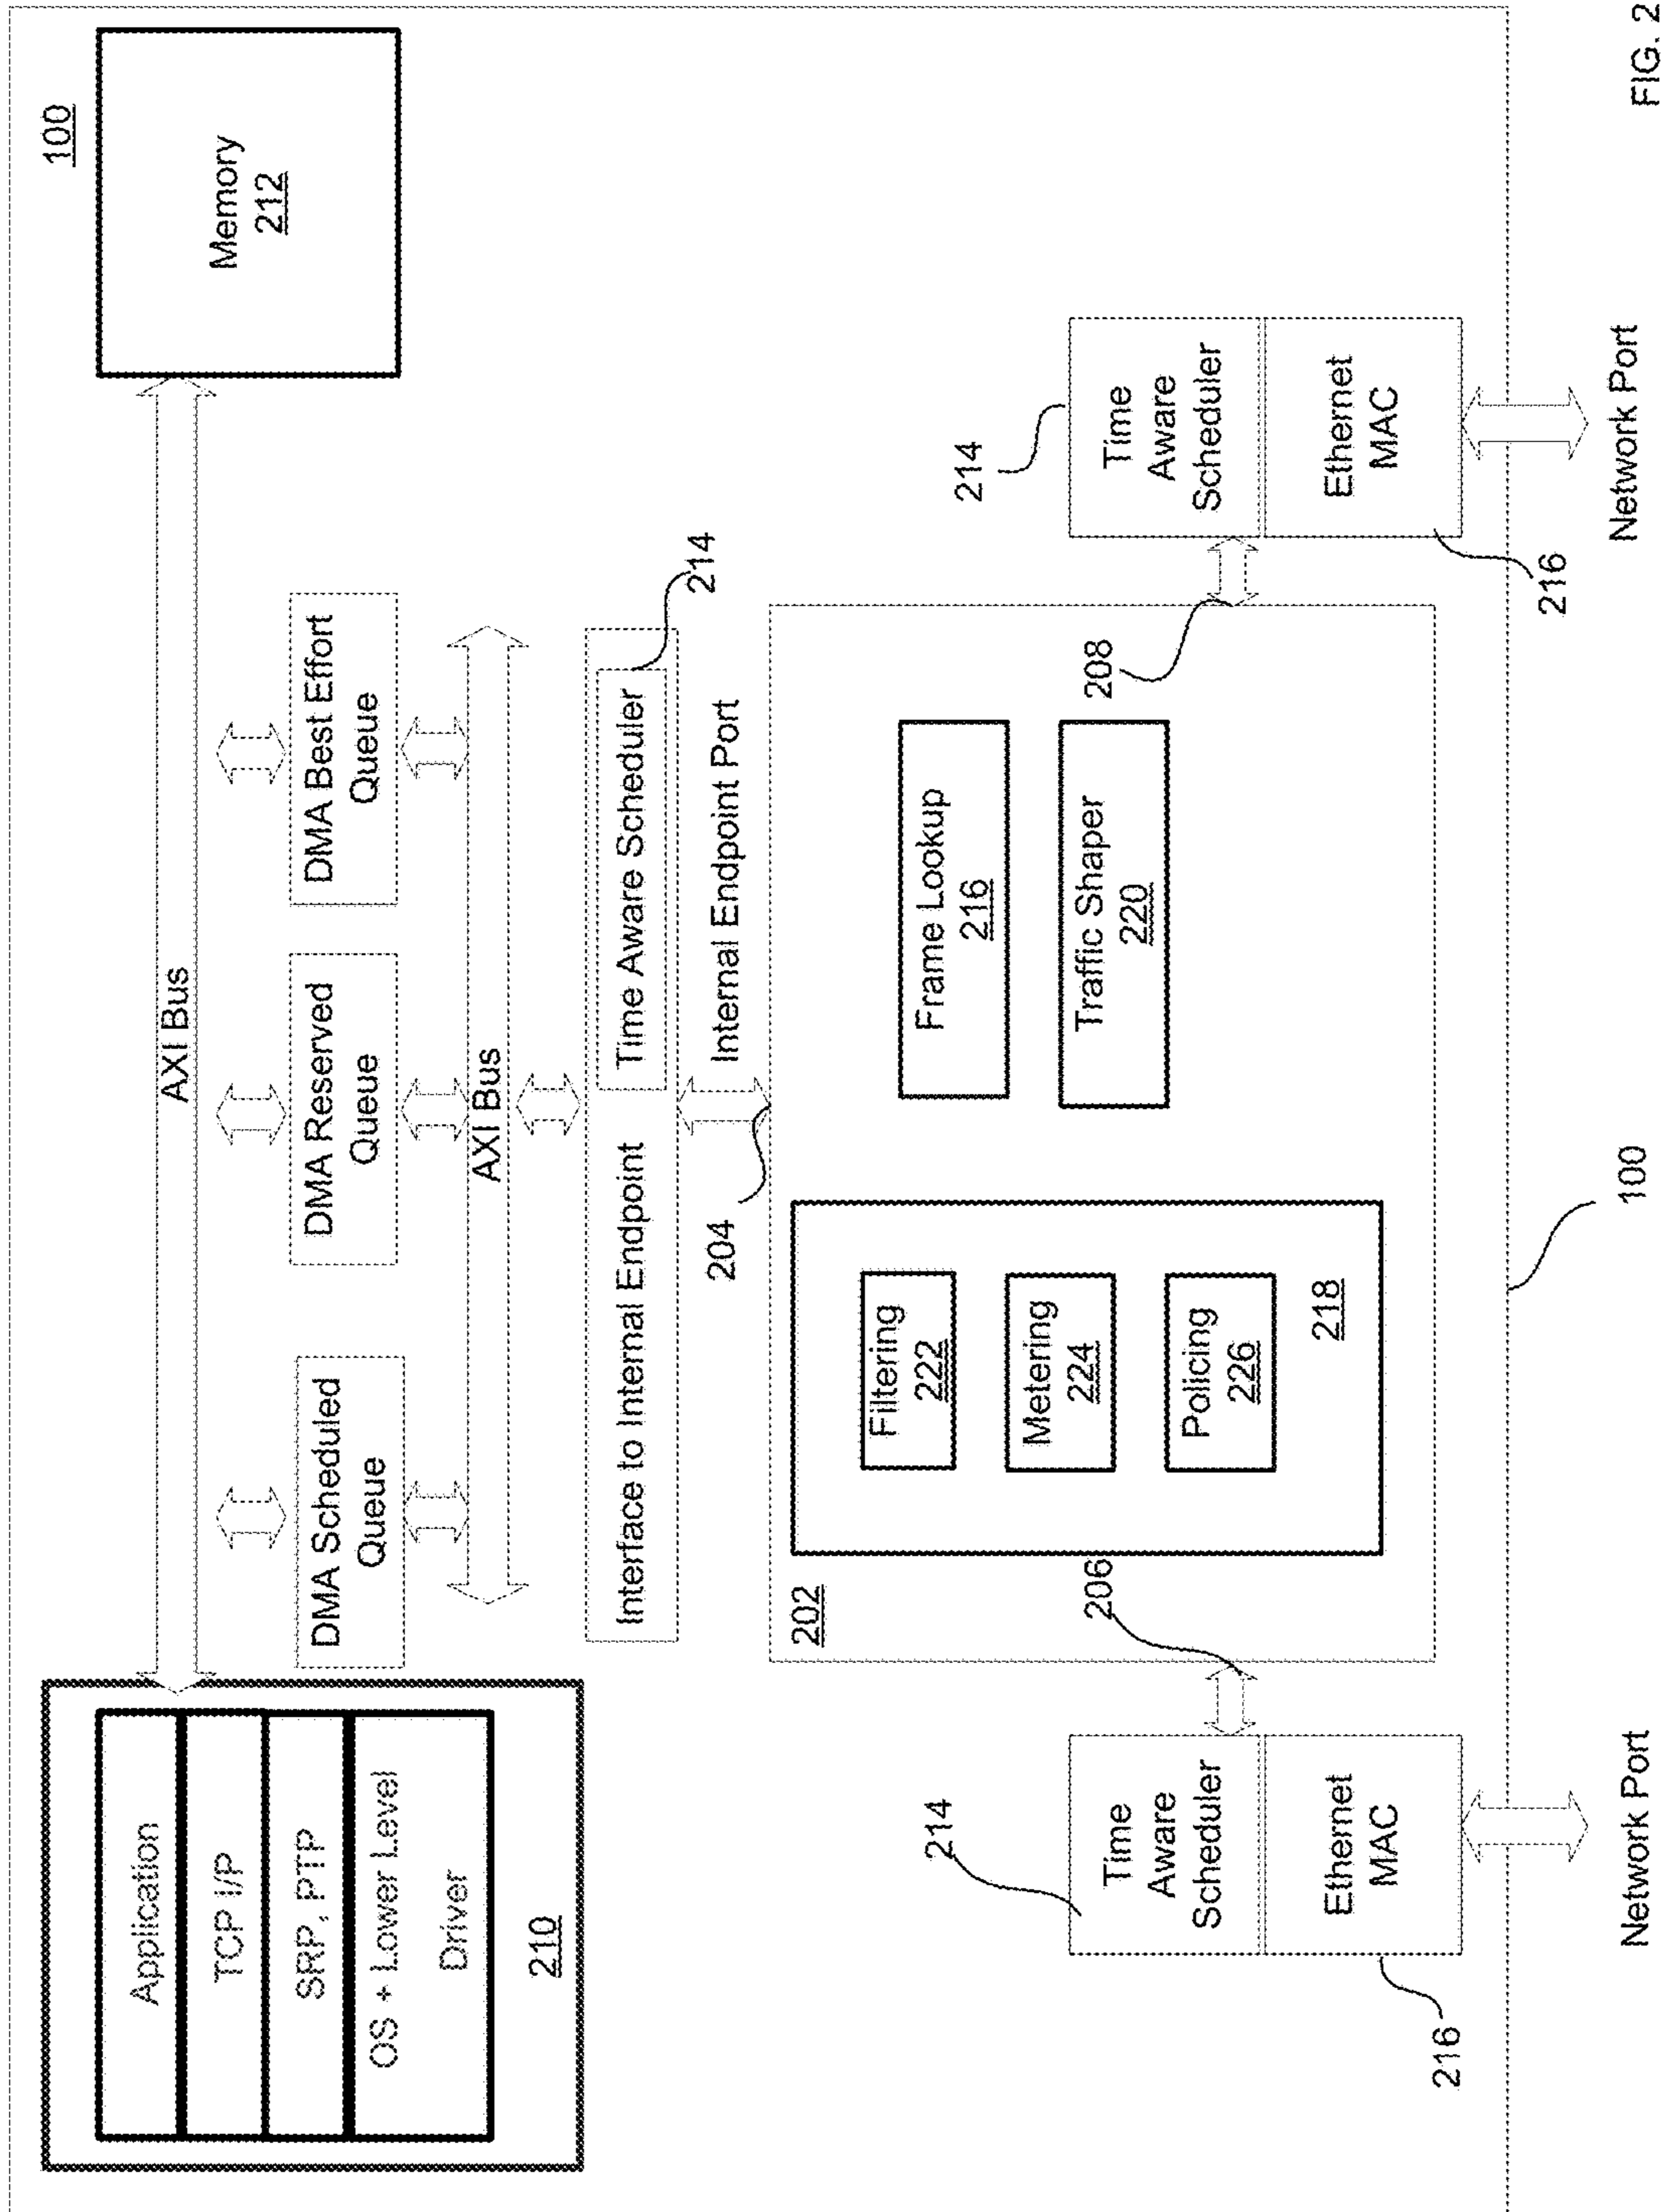 100
Application
TCP I/P
SRP, PTP
OS + Lower Level
Driver
210
AXI Bus
Memory
212
DMA Scheduled
Queue
DMA Reserved
Queue
DMA Best Effort
Queue
AXI Bus
Interface to Internal Endpoint
Time Aware Scheduler
214
204
Internal Endpoint Port
202
206
208
Filtering
222
Metering
224
Policing
226
218
Frame Lookup
216
Traffic Shaper
220
214
Time
Aware
Scheduler
Ethernet
MAC
216
Network Port
214
Time
Aware
Scheduler
Ethernet
MAC
216
Network Port
100
FIG. 2